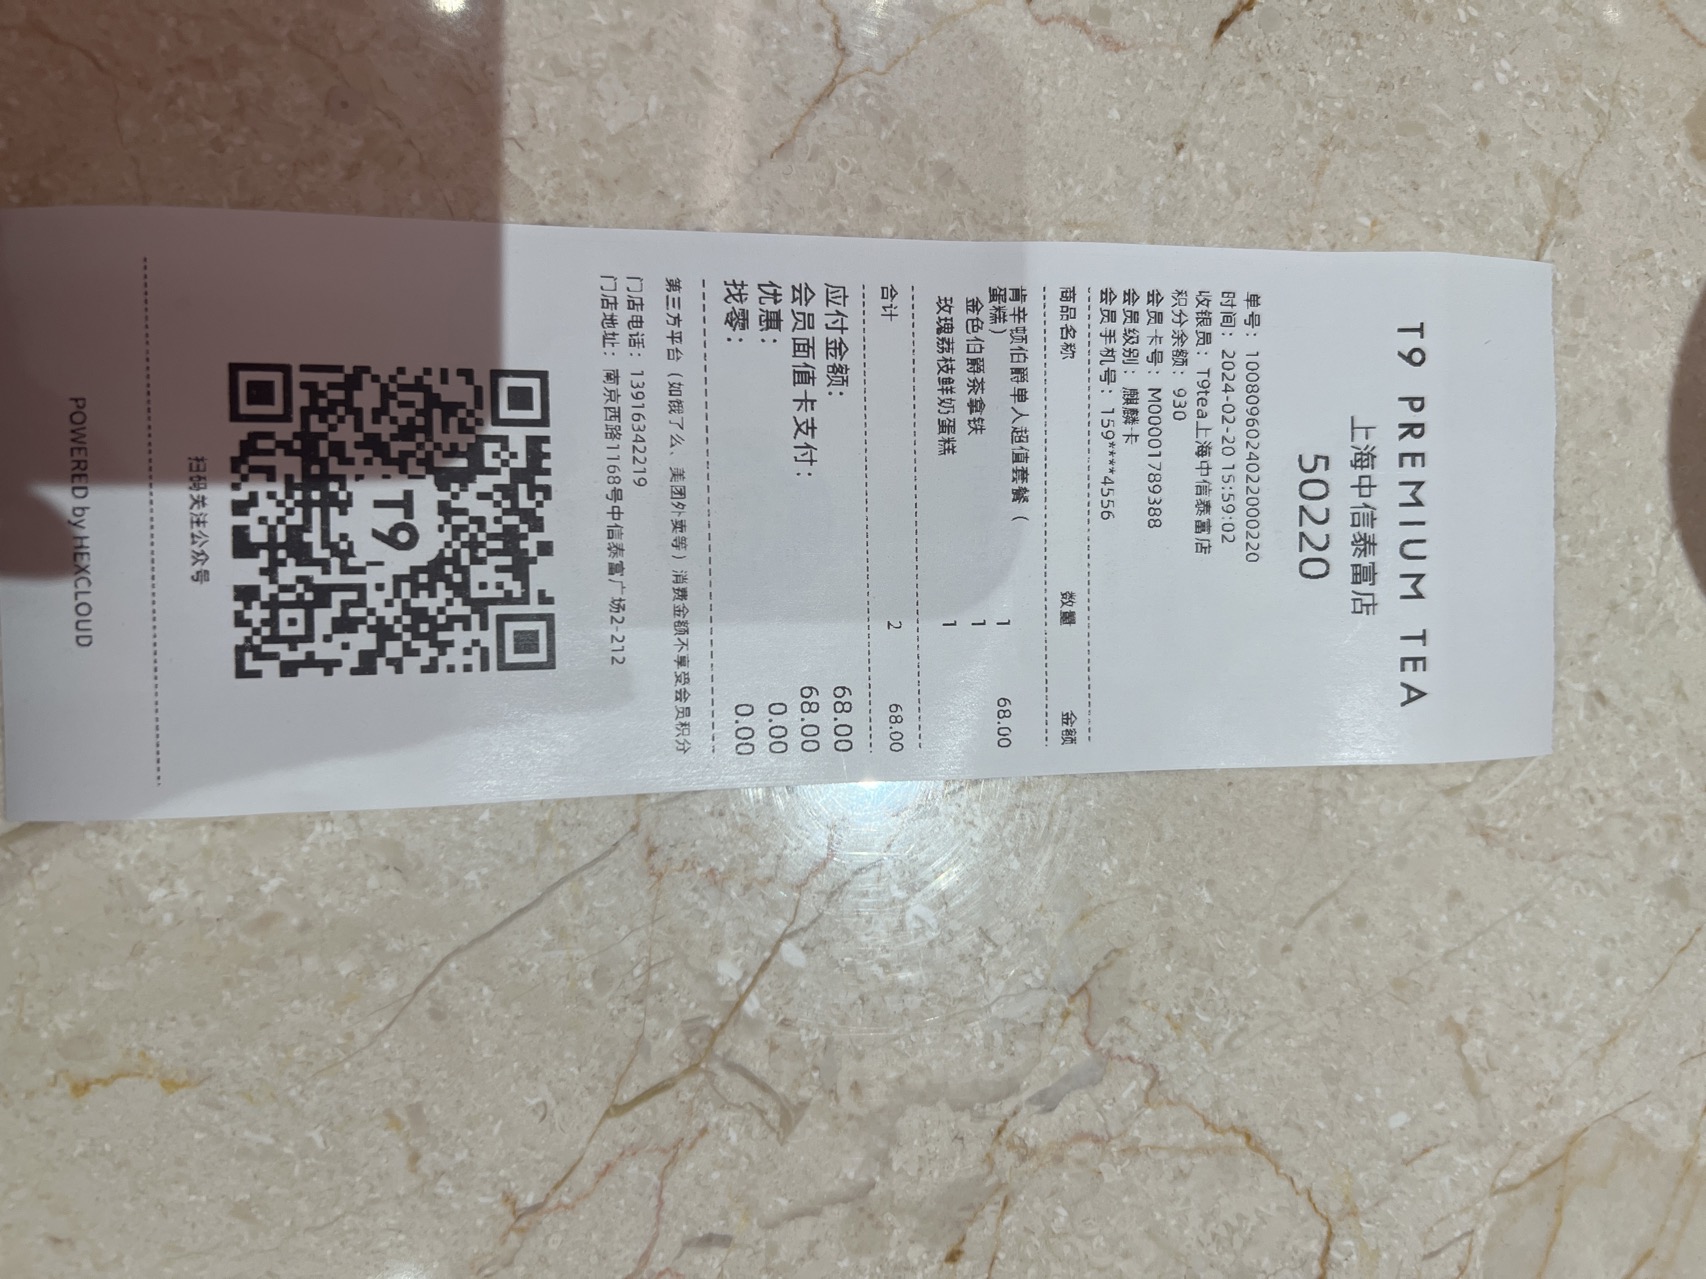 T9 PREMIUM TEA
上海中信泰富店
50220
单号：1008096024022000220
时间：2024-02-20 15:59:02
收银员：T9tea上海中信泰富店
积分余额：930
会员卡号：M00001789388
会员级别：麒麟卡
会员手机号：159****4556
商品名称 数量 金额
肯辛顿伯爵单人超值套餐（ 1 68.00
蛋糕）
金色伯爵茶拿铁 1
玫瑰荔枝鲜奶蛋糕 1
合计 2 68.00
应付金额： 68.00
会员面值卡支付： 68.00
优惠： 0.00
找零： 0.00
第三方平台（如饿了么、美团外卖等）消费金额不享受会员积分
门店电话：13916342219
门店地址：南京西路1168号中信泰富广场2-212
T9
扫码关注公众号
POWERED by HEXCLOUD